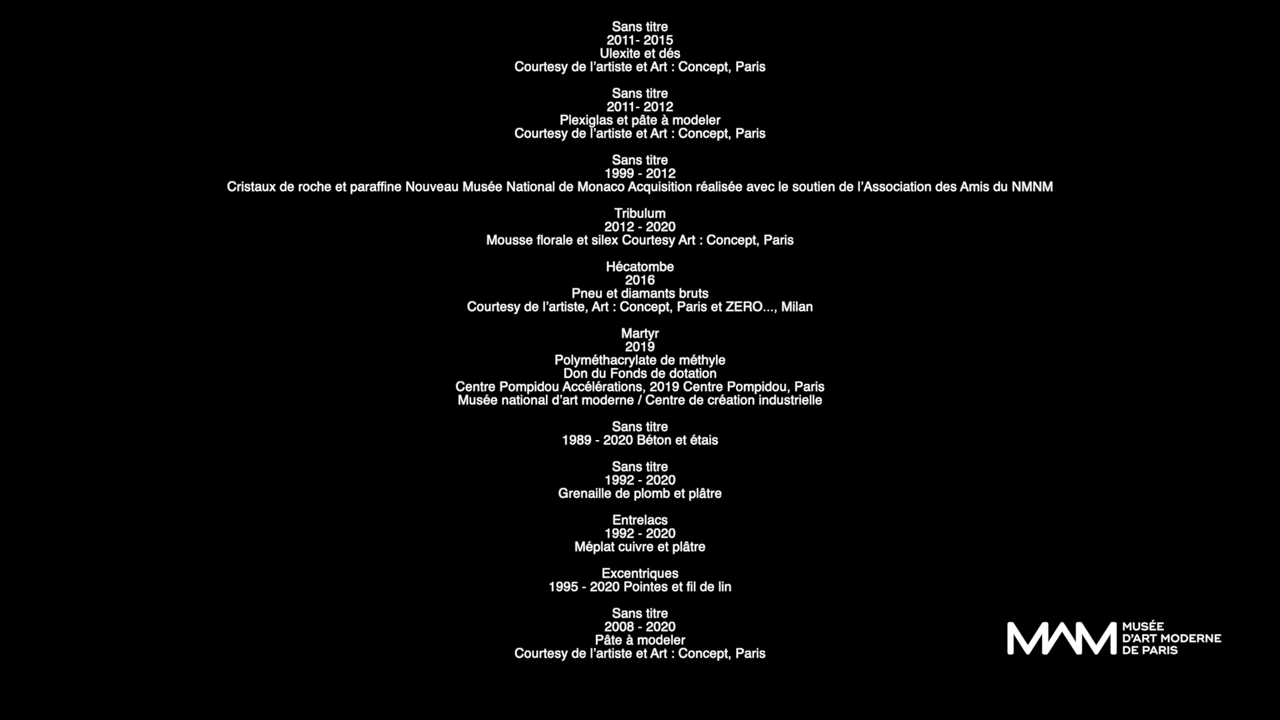 Sans titre
2011- 2015
Ulexite et dés
Courtesy de l'artiste et Art : Concept, Paris
Sans titre
2011- 2012
Plexiglas et pâte à modeler
Courtesy de l'artiste et Art : Concept, Paris
Sans titre
1999 - 2012
Cristaux de roche et paraffine Nouveau Musée National de Monaco Acquisition réalisée avec le soutien de l'Association des Amis du NMNM
Tribulum
2012 - 2020
Mousse florale et silex Courtesy Art : Concept, Paris
Hécatombe
2016
Pneu et diamants bruts
Courtesy de l'artiste, Art : Concept, Paris et ZERO..., Milan
Martyr
2019
Polyméthacrylate de méthyle
Don du Fonds de dotation
Centre Pompidou Accélérations, 2019 Centre Pompidou, Paris
Musée national d'art moderne / Centre de création industrielle
Sans titre
1989 - 2020 Béton et étais
Sans titre
1992 - 2020
Grenaille de plomb et plâtre
Entrelacs
1992 - 2020
Méplat cuivre et plâtre
Excentriques
1995 - 2020 Pointes et fil de lin
Sans titre
2008 - 2020
Pâte à modeler
Courtesy de l'artiste et Art : Concept, Paris
MAM
MUSÉE
D'ART MODERNE
DE PARIS